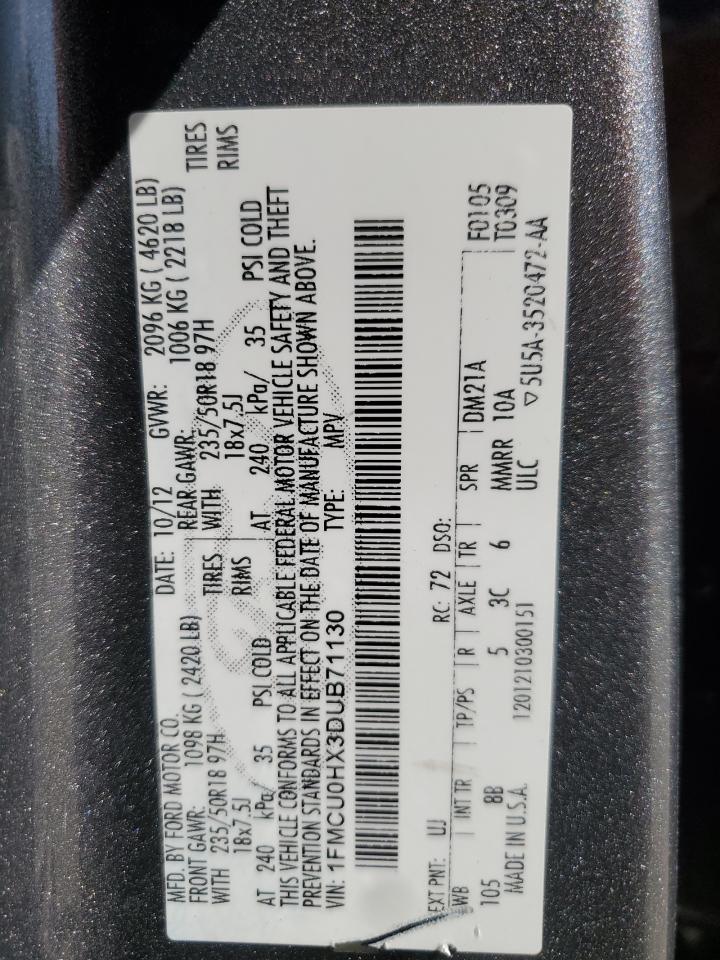 MFD. BY FORD MOTOR CO. DATE: 10/12 GVWR: 2096 KG ( 4620 LB)
FRONT GAWR: 1098 KG ( 2420 LB) REAR GAWR: 1006 KG ( 2218 LB)
WITH 235/50R18 97H TIRES WITH 235/50R18 97H TIRES
18x7.5J RIMS 18x7.5J RIMS
AT 240 kPa/ 35 PSI COLD AT 240 kPa/ 35 PSI COLD
THIS VEHICLE CONFORMS TO ALL APPLICABLE FEDERAL MOTOR VEHICLE SAFETY AND THEFT
PREVENTION STANDARDS IN EFFECT ON THE DATE OF MANUFACTURE SHOWN ABOVE.
VIN: 1FMCU0HX3DUB71130 TYPE: MPV
EXT PNT: UJ RC: 72 DSO: F0105
WB INT TR TP/PS R AXLE TR SPR DM21A T0309
105 8B 5 3C 6 MMRR 10A
MADE IN U.S.A. 1201210300151 ULC ▽5U5A-3520472-AA